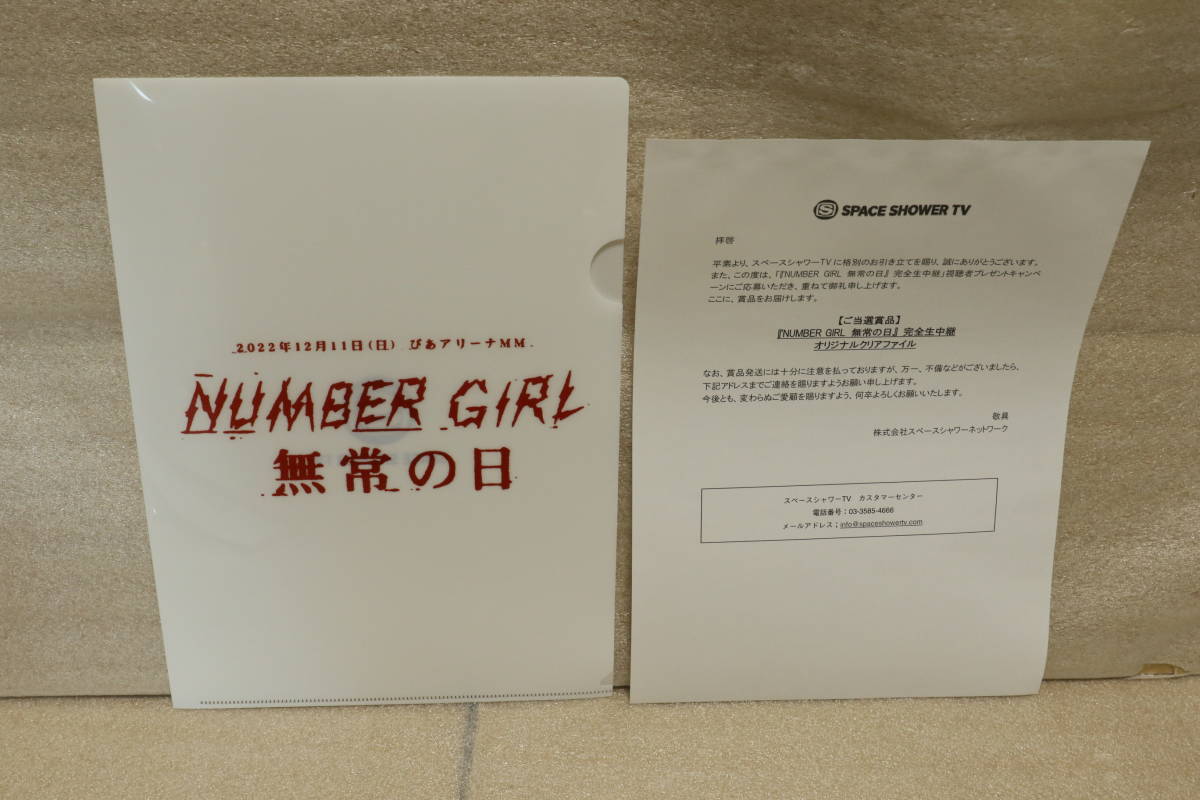 2022年12月11日(日) ぴあアリーナMM
NUMBER GIRL
無常の日
S SPACE SHOWER TV
拝啓
平素より、スペースシャワーTVに格別のお引き立てを賜り、誠にありがとうございます。
また、この度は、「『NUMBER GIRL 無常の日』 完全生中継」視聴者プレゼントキャンペ
ーンにご応募いただき、重ねて御礼申し上げます。
ここに、賞品をお届けします。
【ご当選賞品】
『NUMBER GIRL 無常の日』 完全生中継
オリジナルクリアファイル
なお、賞品発送には十分に注意を払っておりますが、万一、不備などがございましたら、
下記アドレスまでご連絡を賜りますようお願い申し上げます。
今後とも、変わらぬご愛顧を賜りますよう、何卒よろしくお願いいたします。
敬具
株式会社スペースシャワーネットワーク
スペースシャワーTV カスタマーセンター
電話番号：03-3585-4666
メールアドレス；info@spaceshowertv.com